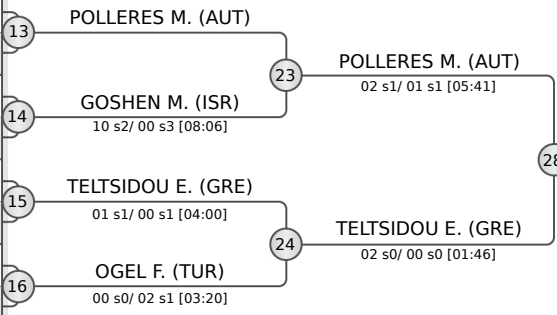 13
POLLERES M. (AUT)
23
POLLERES M. (AUT)
02 s1/ 01 s1 [05:41]
14
GOSHEN M. (ISR)
10 s2/ 00 s3 [08:06]
28
15
TELTSIDOU E. (GRE)
01 s1/ 00 s1 [04:00]
24
TELTSIDOU E. (GRE)
02 s0/ 00 s0 [01:46]
16
OGEL F. (TUR)
00 s0/ 02 s1 [03:20]